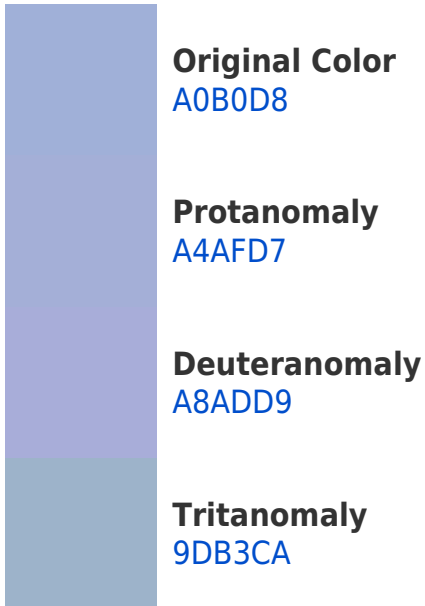 Original Color
A0B0D8
Protanomaly
A4AFD7
Deuteranomaly
A8ADD9
Tritanomaly
9DB3CA